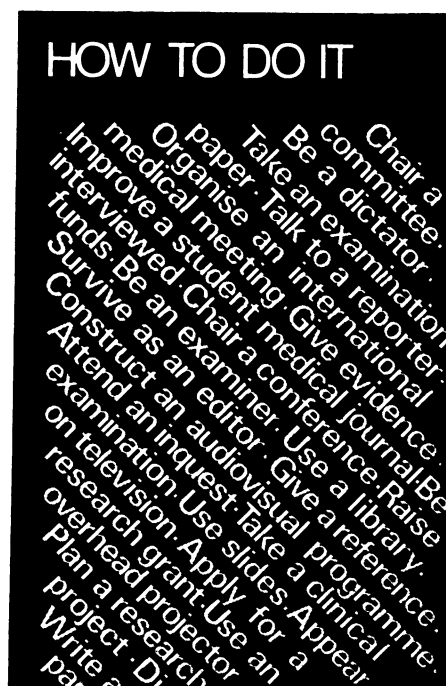 HOW TO DO IT
Chair a
committee.
Be a dictator.
Take an examination
paper. Talk to a reporter.
Organise an international
medical meeting. Give evidence
Improve a student medical journal. Be
interviewed. Chair a conference. Raise
funds. Be an examiner. Use a library.
Survive as an editor. Give a reference.
Construct an audiovisual programme.
Attend an inquest. Take a clinical
examination. Use slides. Appear
on television. Apply for a
research grant. Use an
overhead projector
Plan a research
project. Di
Write a